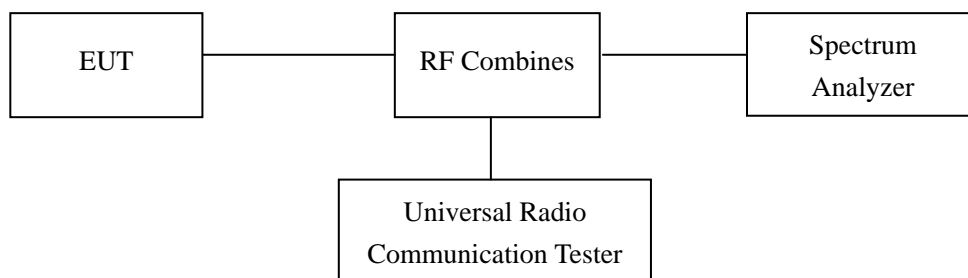 EUT
RF Combines
Spectrum
Analyzer
Universal Radio
Communication Tester